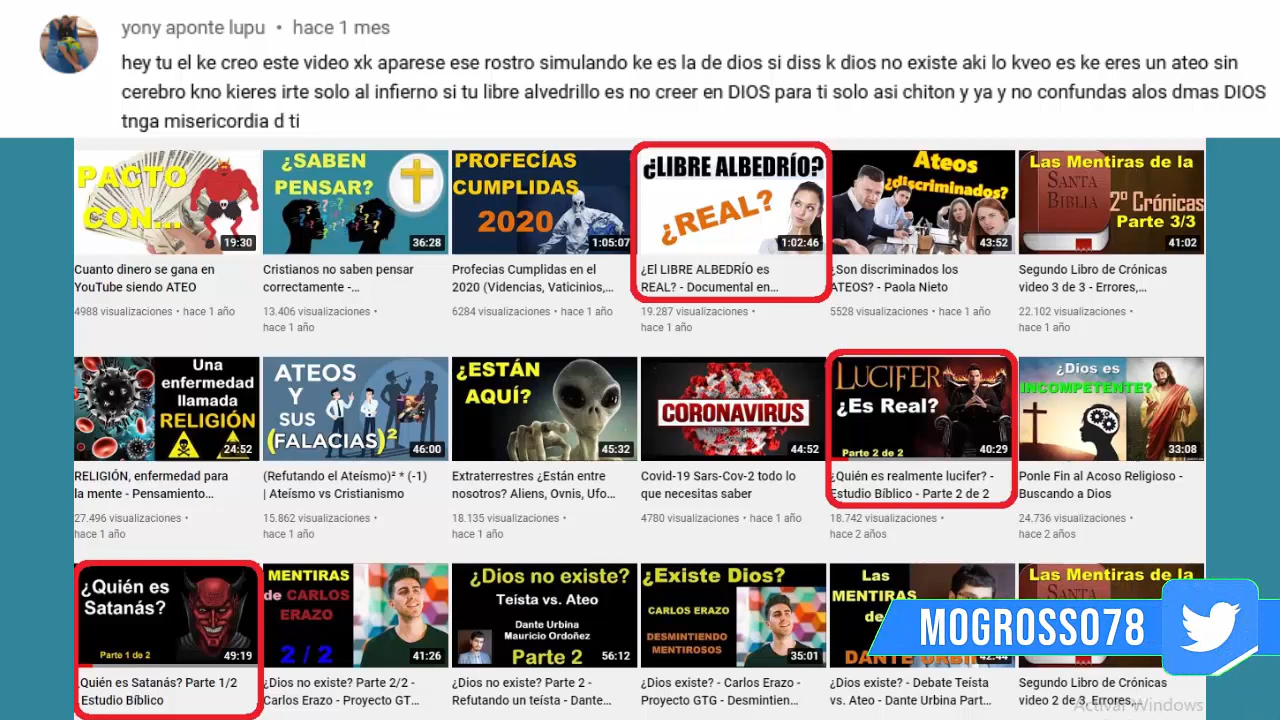 yony aponte lupu • hace 1 mes
hey tu el ke creo este video xk aparese ese rostro simulando ke es la de dios si diss k dios no existe aki lo kveo es ke eres un ateo sin
cerebro kno kieres irte solo al infierno si tu libre alvedrillo es no creer en DIOS para ti solo asi chiton y ya y no confundas alos dmas DIOS
tnga misericordia d ti
PACTO
CON...
19:30
Cuanto dinero se gana en
YouTube siendo ATEO
4988 visualizaciones • hace 1 año
¿SABEN
PENSAR?
36:28
Cristianos no saben pensar
correctamente -...
13.406 visualizaciones •
hace 1 año
PROFECÍAS
CUMPLIDAS
2020
1:05:07
Profecias Cumplidas en el
2020 (Videncias, Vaticinios,...
6284 visualizaciones • hace 1 año
¿LIBRE ALBEDRÍO?
¿REAL?
1:02:46
¿El LIBRE ALBEDRÍO es
REAL? - Documental en...
19.287 visualizaciones •
hace 1 año
Ateos
¿discriminados?
43:52
¿Son discriminados los
ATEOS? - Paola Nieto
5528 visualizaciones • hace 1 año
Las Mentiras de la
SANTA
BIBLIA
2º Crónicas
Parte 3/3
41:02
Segundo Libro de Crónicas
video 3 de 3 - Errores,...
22.102 visualizaciones •
hace 1 año
Una
enfermedad
llamada
RELIGIÓN
24:52
RELIGIÓN, enfermedad para
la mente - Pensamiento...
27.496 visualizaciones •
hace 1 año
ATEOS
Y
SUS
(FALACIAS)²
46:00
(Refutando el Ateísmo)² * (-1)
| Ateísmo vs Cristianismo
15.862 visualizaciones •
hace 1 año
¿ESTÁN
AQUÍ?
45:32
Extraterrestres ¿Están entre
nosotros? Aliens, Ovnis, Ufo...
18.135 visualizaciones •
hace 1 año
CORONAVIRUS
44:52
Covid-19 Sars-Cov-2 todo lo
que necesitas saber
4780 visualizaciones • hace 1 año
LUCIFER
¿Es Real?
Parte 2 de 2
40:29
¿Quién es realmente lucifer? -
Estudio Bíblico - Parte 2 de 2
18.742 visualizaciones •
hace 2 años
¿Dios es
INCOMPETENTE?
33:08
Ponle Fin al Acoso Religioso -
Buscando a Dios
24.736 visualizaciones •
hace 2 años
¿Quién es
Satanás?
Parte 1 de 2
49:19
¿Quién es Satanás? Parte 1/2
Estudio Bíblico
MENTIRAS
de CARLOS
ERAZO
2/2
41:26
¿Dios existe? Parte 2/2 -
Carlos Erazo - Proyecto GT...
¿Dios no existe?
Teísta vs. Ateo
Dante Urbina
Mauricio Ordoñez
Parte 2
56:12
¿Dios no existe? Parte 2 -
Refutando un teísta - Dante...
¿Existe Dios?
CARLOS ERAZO
DESMINTIENDO
MENTIROSOS
35:01
¿Dios existe? - Carlos Erazo -
Proyecto GTG - Desmintien...
Las
MENTIRAS
de
DANTE
¿Dios existe? - Debate Teísta
vs. Ateo - Dante Urbina Part...
Las Mentiras de la
Segundo Libro de Crónicas
video 2 de 3, Errores,...
MOGROSSO78
Activar Windows